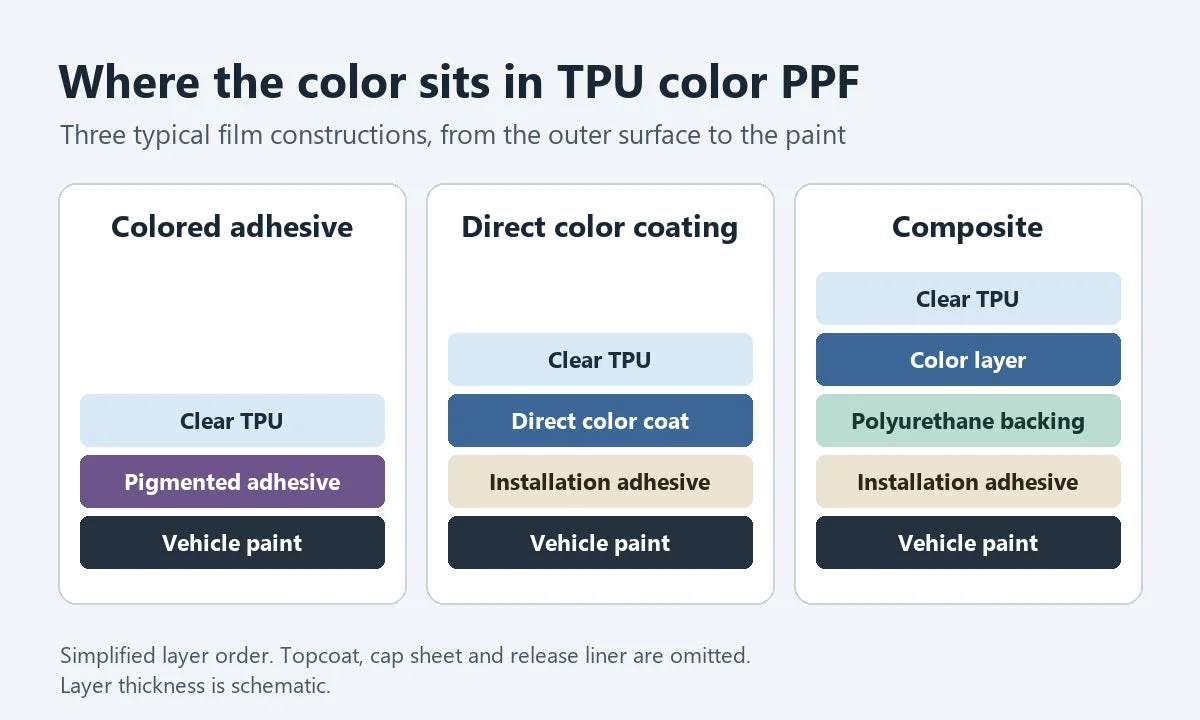 Where the color sits in TPU color PPF
Three typical film constructions, from the outer surface to the paint
Colored adhesive
Clear TPU
Pigmented adhesive
Vehicle paint
Direct color coating
Clear TPU
Direct color coat
Installation adhesive
Vehicle paint
Composite
Clear TPU
Color layer
Polyurethane backing
Installation adhesive
Vehicle paint
Simplified layer order. Topcoat, cap sheet and release liner are omitted.
Layer thickness is schematic.